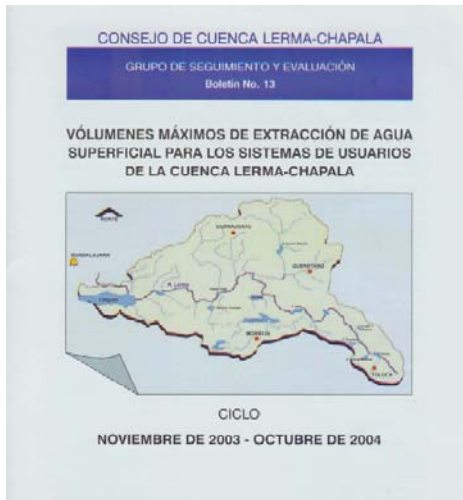 CONSEJO DE CUENCA LERMA-CHAPALA
GRUPO DE SEGUIMIENTO Y EVALUACIÓN
Boletín No. 13
VÓLUMENES MÁXIMOS DE EXTRACCIÓN DE AGUA
SUPERFICIAL PARA LOS SISTEMAS DE USUARIOS
DE LA CUENCA LERMA-CHAPALA
NORTE
GUANAJUATO
GUADALAJARA
QUERETARO
R. LERMA
MORELIA
TOLUCA
CICLO
NOVIEMBRE DE 2003 - OCTUBRE DE 2004